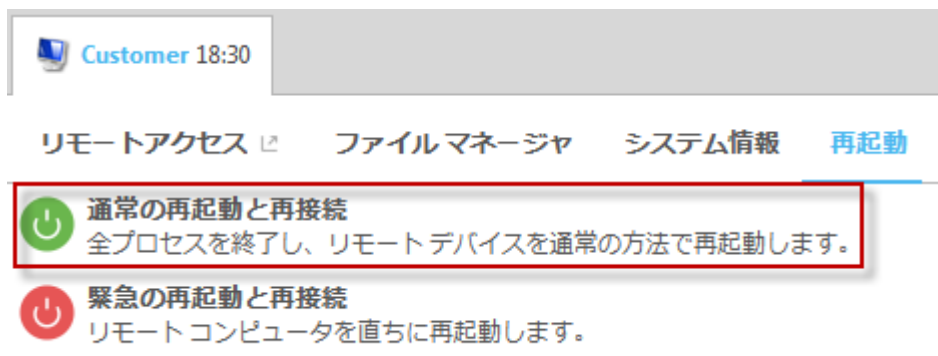 Customer 18:30
リモートアクセス ファイル マネージャ システム情報 再起動
通常の再起動と再接続
全プロセスを終了し、リモート デバイスを通常の方法で再起動します。
緊急の再起動と再接続
リモート コンピュータを直ちに再起動します。